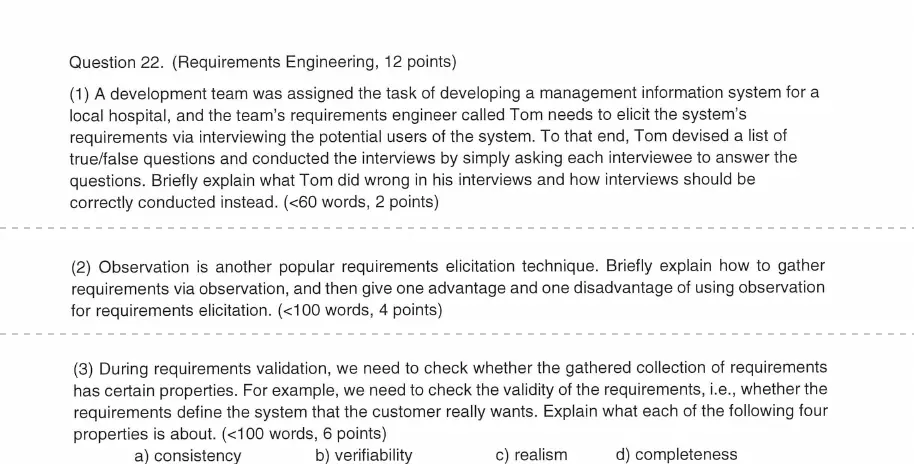 Question 22. (Requirements Engineering, 12 points)
(1) A development team was assigned the task of developing a management information system for a
local hospital, and the team's requirements engineer called Tom needs to elicit the system's
requirements via interviewing the potential users of the system. To that end, Tom devised a list of
true/false questions and conducted the interviews by simply asking each interviewee to answer the
questions. Briefly explain what Tom did wrong in his interviews and how interviews should be
correctly conducted instead. (<60 words, 2 points)
(2) Observation is another popular requirements elicitation technique. Briefly explain how to gather
requirements via observation, and then give one advantage and one disadvantage of using observation
for requirements elicitation. (<100 words, 4 points)
(3) During requirements validation, we need to check whether the gathered collection of requirements
has certain properties. For example, we need to check the validity of the requirements, i.e., whether the
requirements define the system that the customer really wants. Explain what each of the following four
properties is about. (<100 words, 6 points)
a) consistency b) verifiability c) realism d) completeness